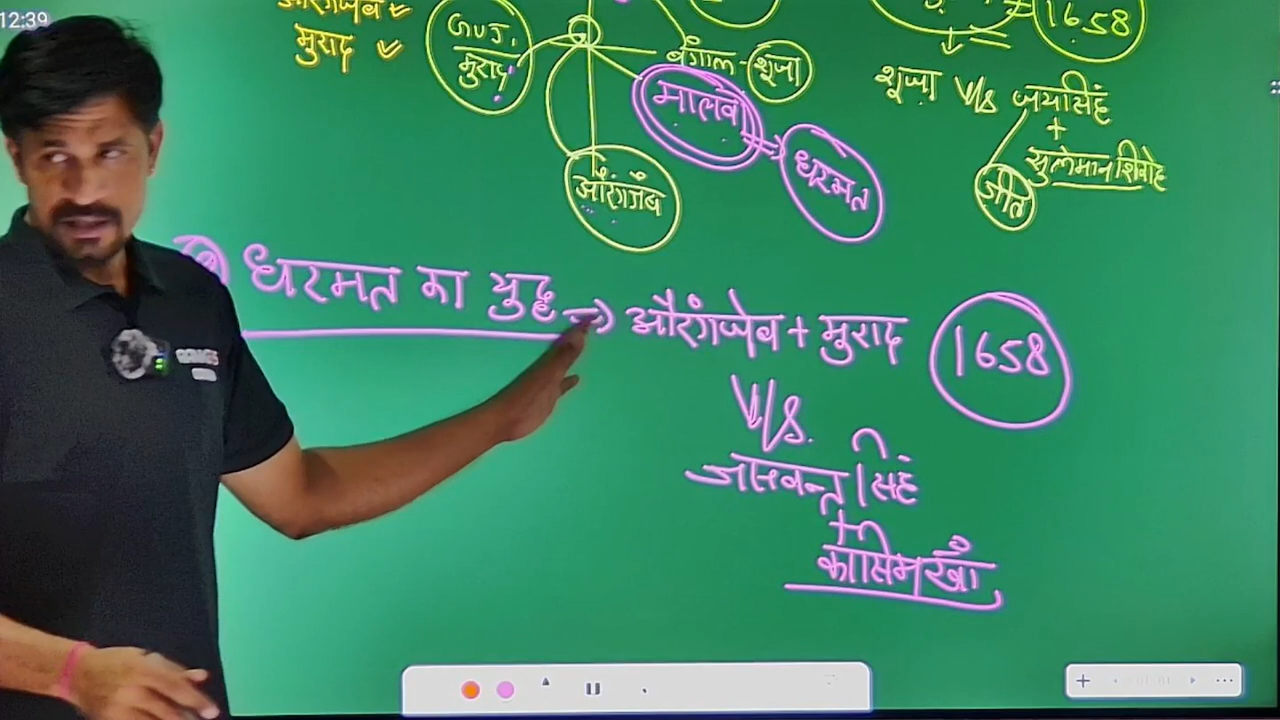 12:39
औरंगजेब
मुराद
GUJ.
मुराद
बंगाल - शूजा
मालवा
धरमत
औरंगजेब
1658
शूजा V/S जयसिंह
+
सुलेमान शिकोह
जीत
धरमत का युद्ध → औरंगजेब + मुराद 1658
V/S.
जसवन्त सिंह
+
कासिम खाँ